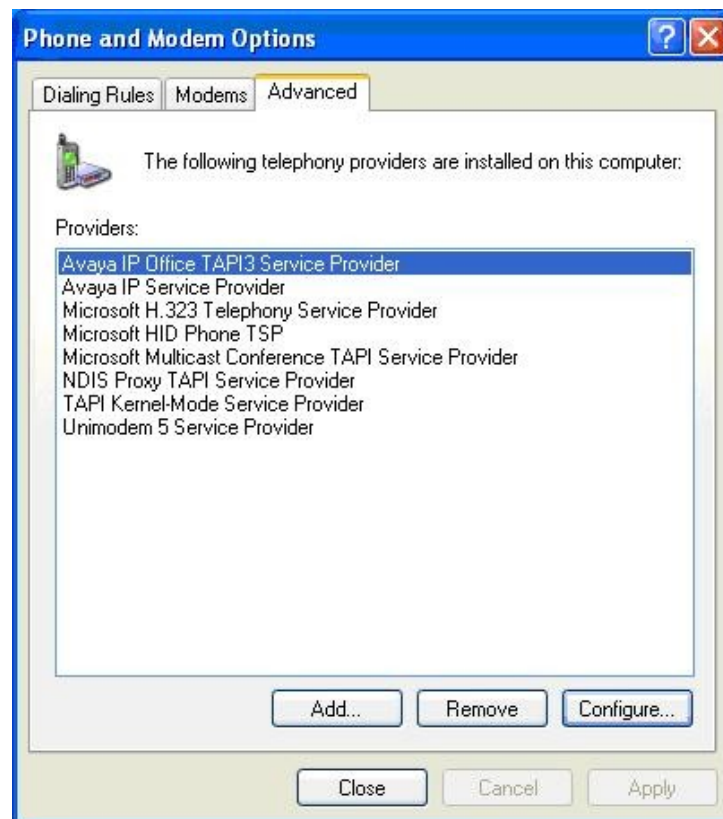 Phone and Modem Options
?
Dialing Rules Modems Advanced
The following telephony providers are installed on this computer:
Providers:
Avaya IP Office TAPI3 Service Provider
Avaya IP Service Provider
Microsoft H.323 Telephony Service Provider
Microsoft HID Phone TSP
Microsoft Multicast Conference TAPI Service Provider
NDIS Proxy TAPI Service Provider
TAPI Kernel-Mode Service Provider
Unimodem 5 Service Provider
Add... Remove Configure...
Close Cancel Apply